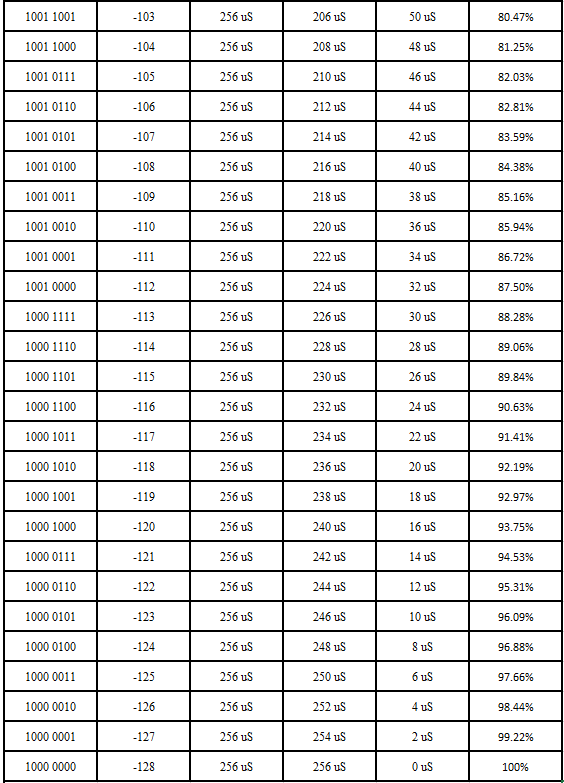 1001 1001 -103 256 uS 206 uS 50 uS 80.47%
1001 1000 -104 256 uS 208 uS 48 uS 81.25%
1001 0111 -105 256 uS 210 uS 46 uS 82.03%
1001 0110 -106 256 uS 212 uS 44 uS 82.81%
1001 0101 -107 256 uS 214 uS 42 uS 83.59%
1001 0100 -108 256 uS 216 uS 40 uS 84.38%
1001 0011 -109 256 uS 218 uS 38 uS 85.16%
1001 0010 -110 256 uS 220 uS 36 uS 85.94%
1001 0001 -111 256 uS 222 uS 34 uS 86.72%
1001 0000 -112 256 uS 224 uS 32 uS 87.50%
1000 1111 -113 256 uS 226 uS 30 uS 88.28%
1000 1110 -114 256 uS 228 uS 28 uS 89.06%
1000 1101 -115 256 uS 230 uS 26 uS 89.84%
1000 1100 -116 256 uS 232 uS 24 uS 90.63%
1000 1011 -117 256 uS 234 uS 22 uS 91.41%
1000 1010 -118 256 uS 236 uS 20 uS 92.19%
1000 1001 -119 256 uS 238 uS 18 uS 92.97%
1000 1000 -120 256 uS 240 uS 16 uS 93.75%
1000 0111 -121 256 uS 242 uS 14 uS 94.53%
1000 0110 -122 256 uS 244 uS 12 uS 95.31%
1000 0101 -123 256 uS 246 uS 10 uS 96.09%
1000 0100 -124 256 uS 248 uS 8 uS 96.88%
1000 0011 -125 256 uS 250 uS 6 uS 97.66%
1000 0010 -126 256 uS 252 uS 4 uS 98.44%
1000 0001 -127 256 uS 254 uS 2 uS 99.22%
1000 0000 -128 256 uS 256 uS 0 uS 100%